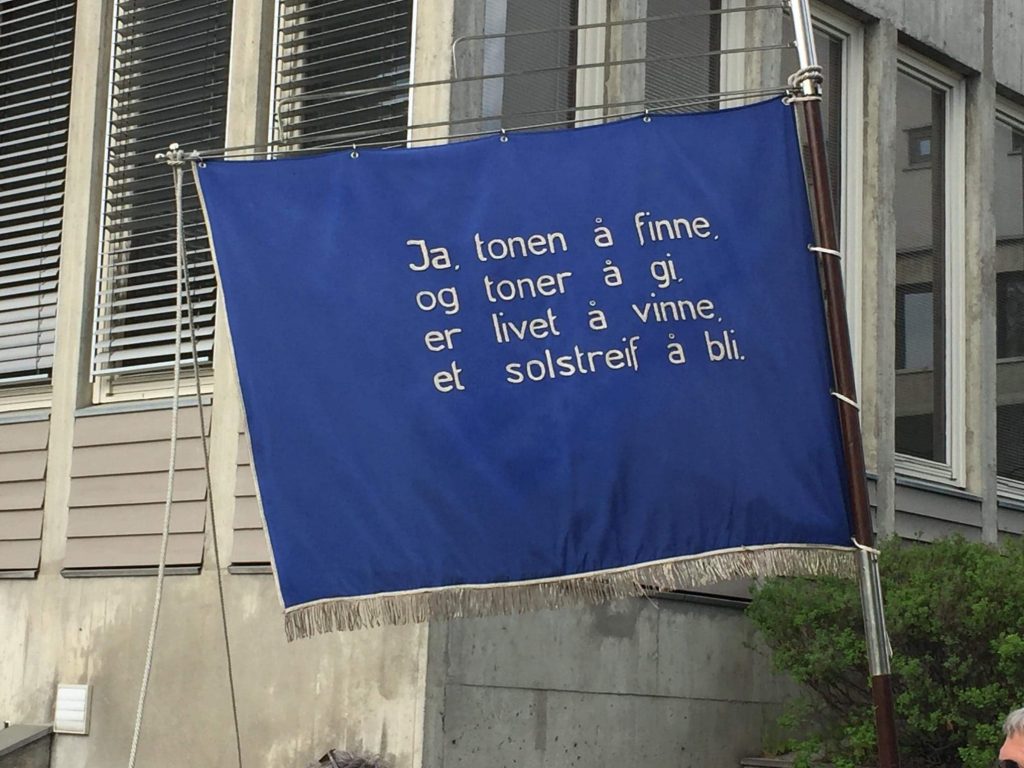 Ja, tonen å finne,
og toner å gi,
er livet å vinne,
et solstreif å bli.